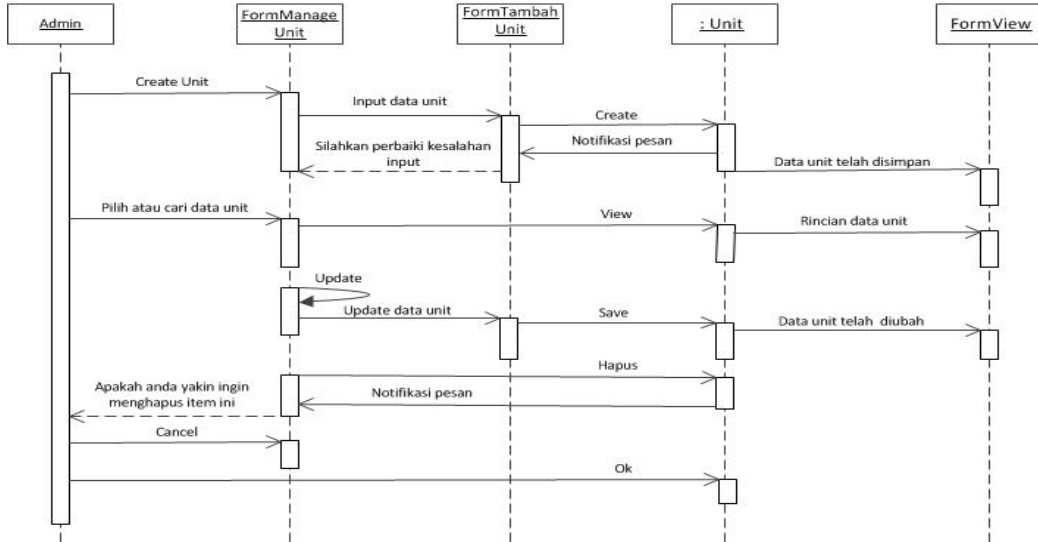 Admin
FormManage
Unit
FormTambah
Unit
: Unit
FormView
Create Unit
Input data unit
Create
Silahkan perbaiki kesalahan
input
Notifikasi pesan
Data unit telah disimpan
Pilih atau cari data unit
View
Rincian data unit
Update
Update data unit
Save
Data unit telah diubah
Hapus
Apakah anda yakin ingin
menghapus item ini
Notifikasi pesan
Cancel
Ok